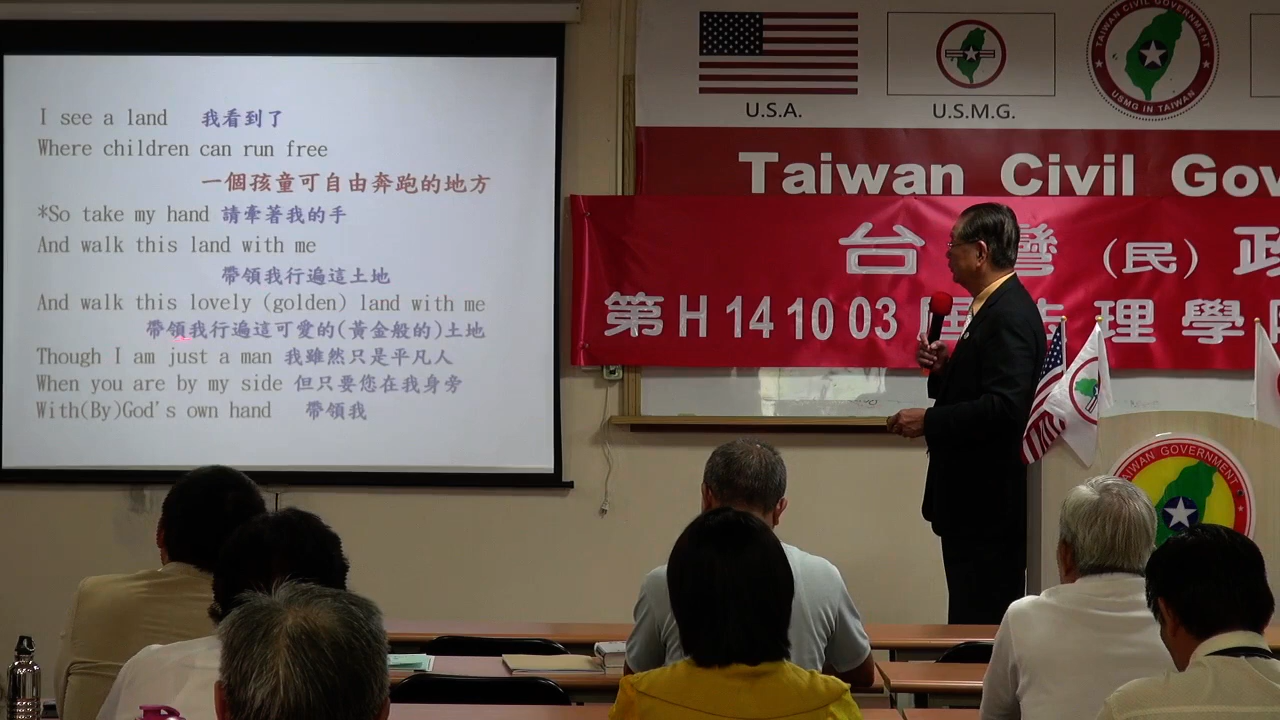 I see a land 我看到了
Where children can run free
一個孩童可自由奔跑的地方
*So take my hand 請牽著我的手
And walk this land with me
帶領我行遍這土地
And walk this lovely (golden) land with me
帶領我行遍這可愛的(黃金般的)土地
Though I am just a man 我雖然只是平凡人
When you are by my side 但只要您在我身旁
With(By)God's own hand 帶領我
U.S.A.
U.S.M.G.
TAIWAN CIVIL GOVERNMENT
USMG IN TAIWAN
Taiwan Civil Gov
台灣(民)政
第H141003屆 理學
TAIWAN GOVERNMENT